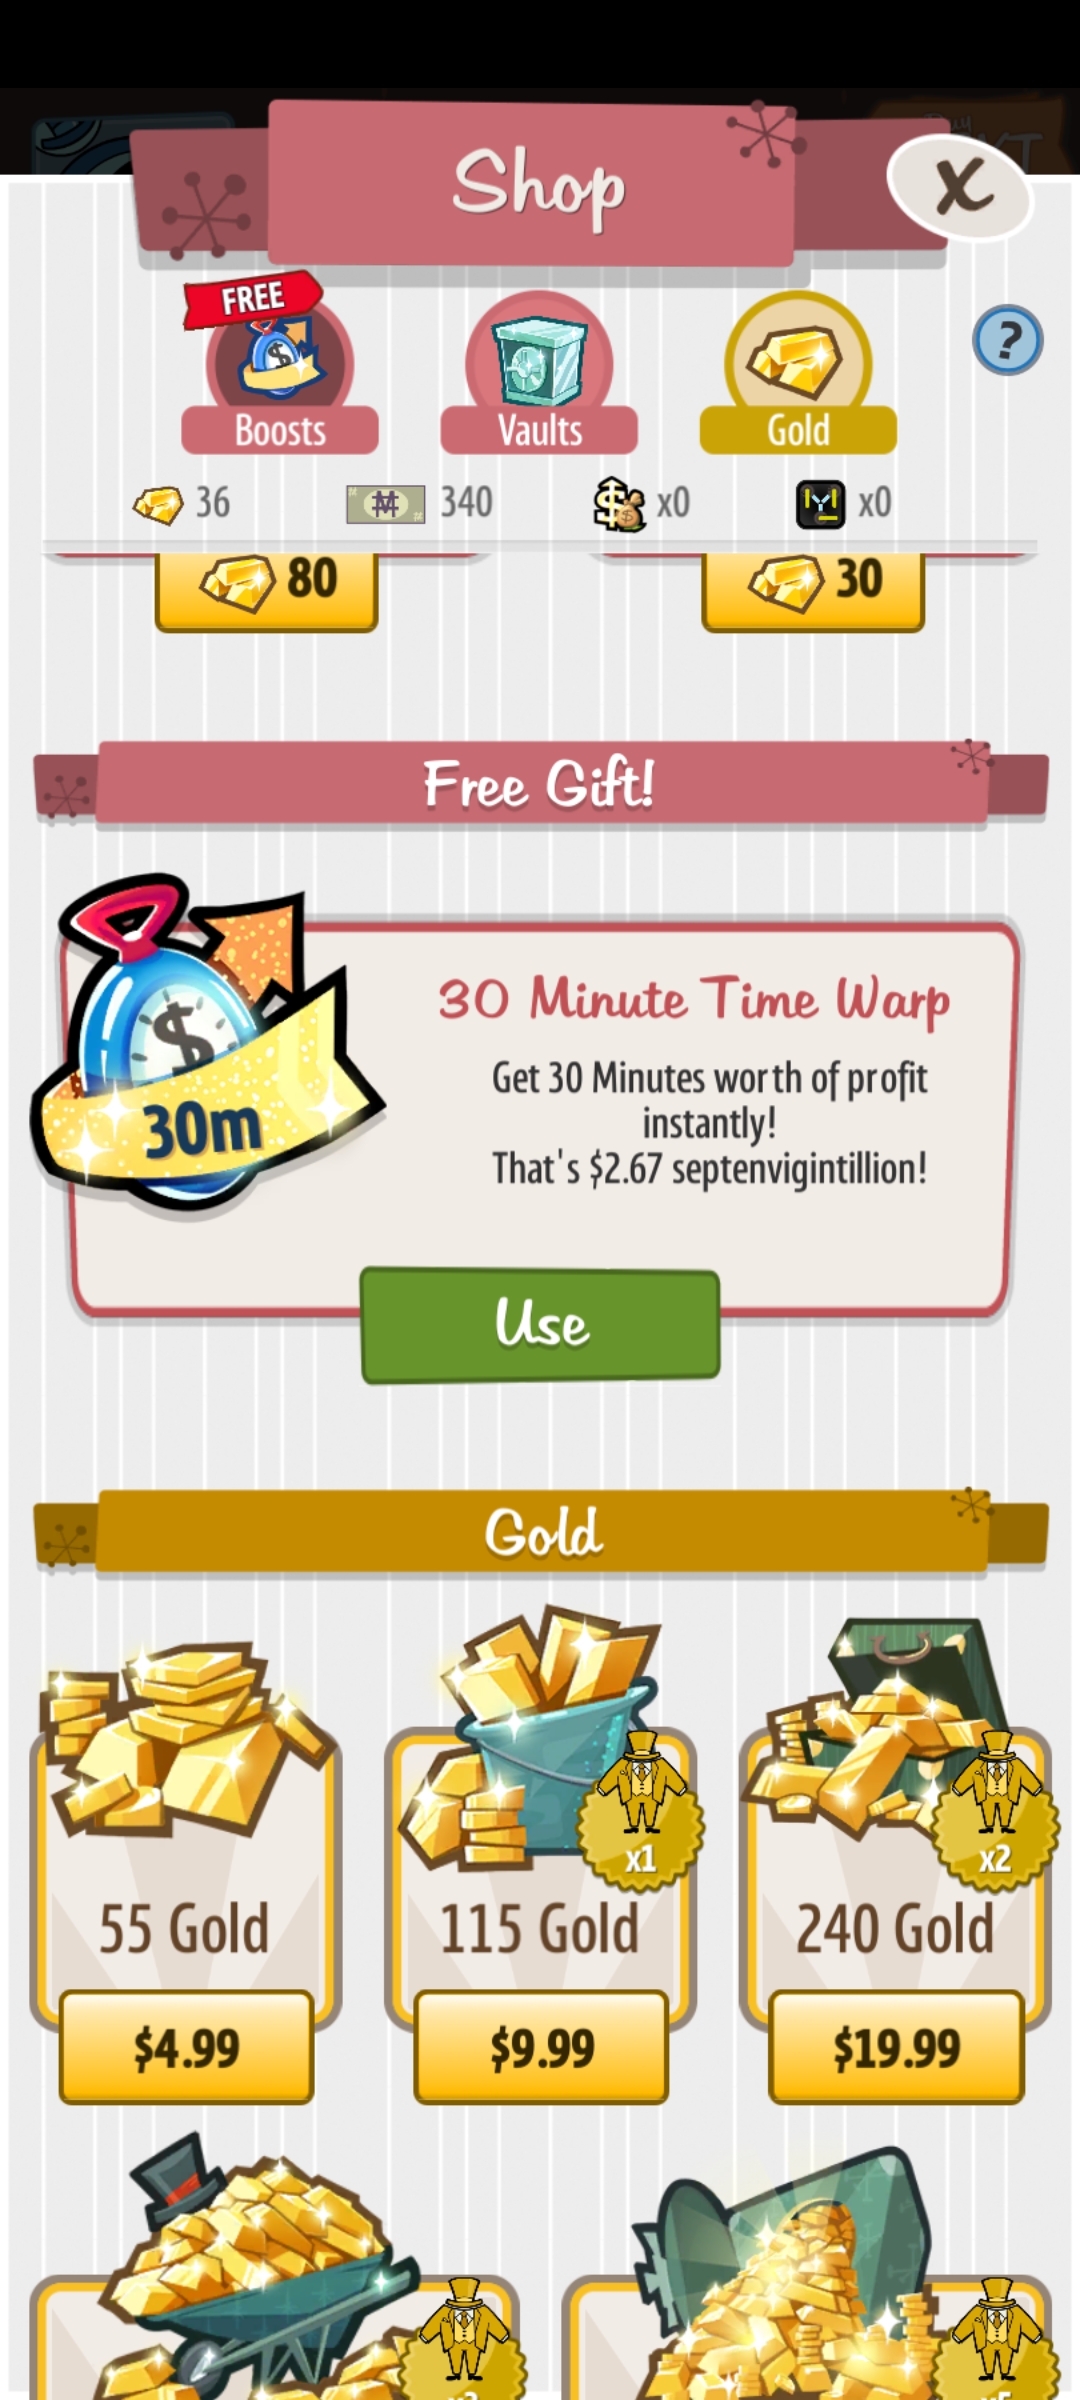 Shop
X
FREE
Boosts
Vaults
Gold
?
36
340
x0
x0
80
30
Free Gift!
30m
30 Minute Time Warp
Get 30 Minutes worth of profit
instantly!
That's $2.67 septenvigintillion!
Use
Gold
x1
x2
55 Gold
115 Gold
240 Gold
$4.99
$9.99
$19.99